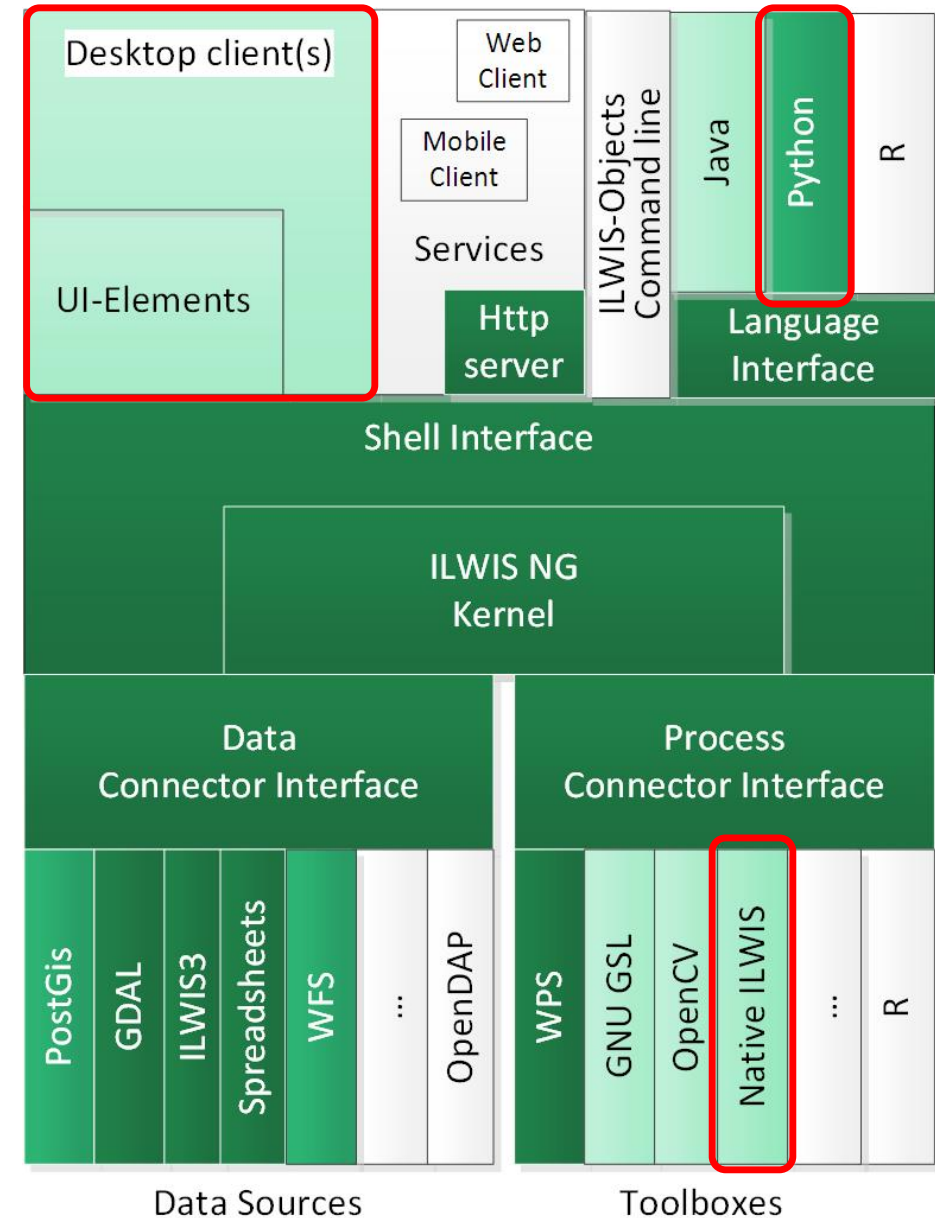 Desktop client(s)
UI-Elements
Web
Client
Mobile
Client
Services
Http
server
ILWIS-Objects
Command line
Java
Python
R
Language
Interface
Shell Interface
ILWIS NG
Kernel
Data
Connector Interface
Process
Connector Interface
PostGis
GDAL
ILWIS3
Spreadsheets
WFS
...
OpenDAP
WPS
GNU GSL
OpenCV
Native ILWIS
...
R
Data Sources
Toolboxes